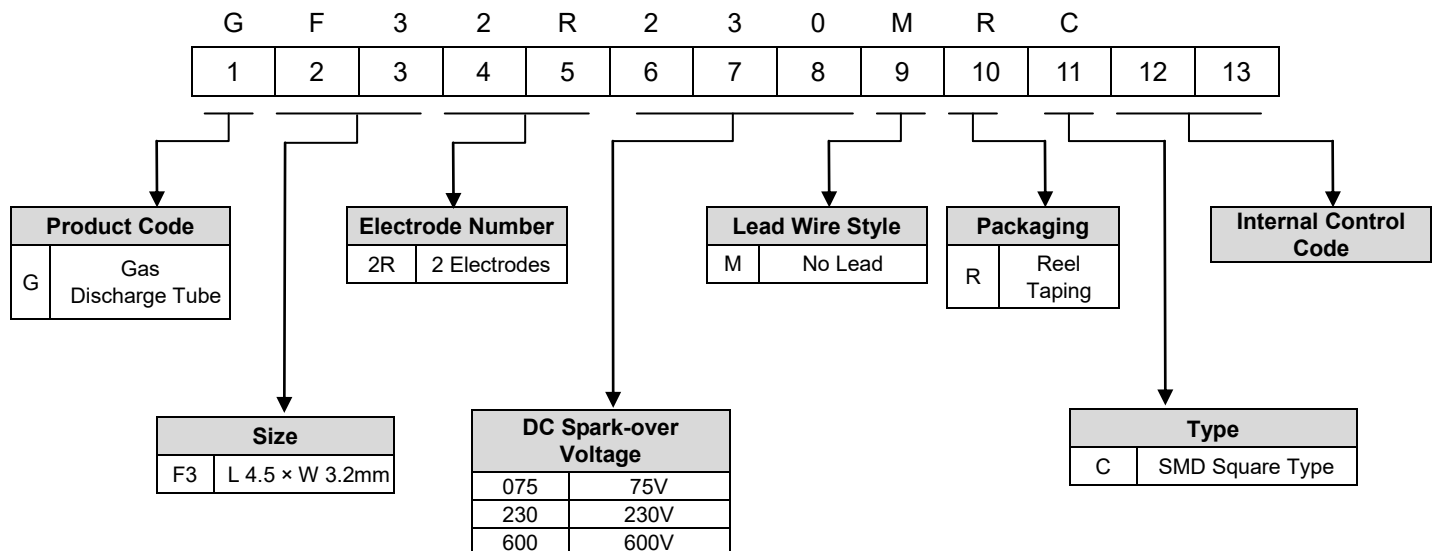 G F 3 2 R 2 3 0 M R C
1 2 3 4 5 6 7 8 9 10 11 12 13
Product Code
G Gas
Discharge Tube
Electrode Number
2R 2 Electrodes
Lead Wire Style
M No Lead
Packaging
R Reel
Taping
Internal Control
Code
Size
F3 L 4.5 × W 3.2mm
DC Spark-over
Voltage
075 75V
230 230V
600 600V
Type
C SMD Square Type